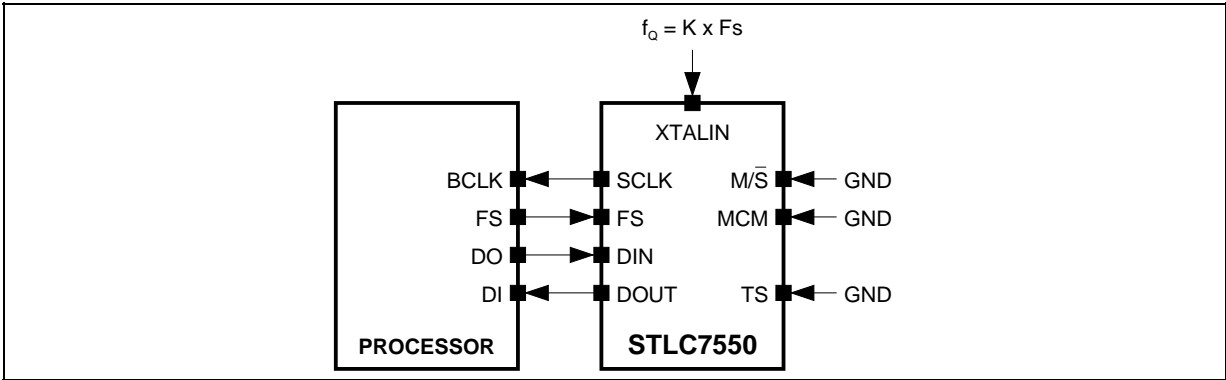 f_Q = K x Fs
XTALIN
BCLK SCLK M/S̅ GND
FS FS MCM GND
DO DIN
DI DOUT TS GND
PROCESSOR STLC7550